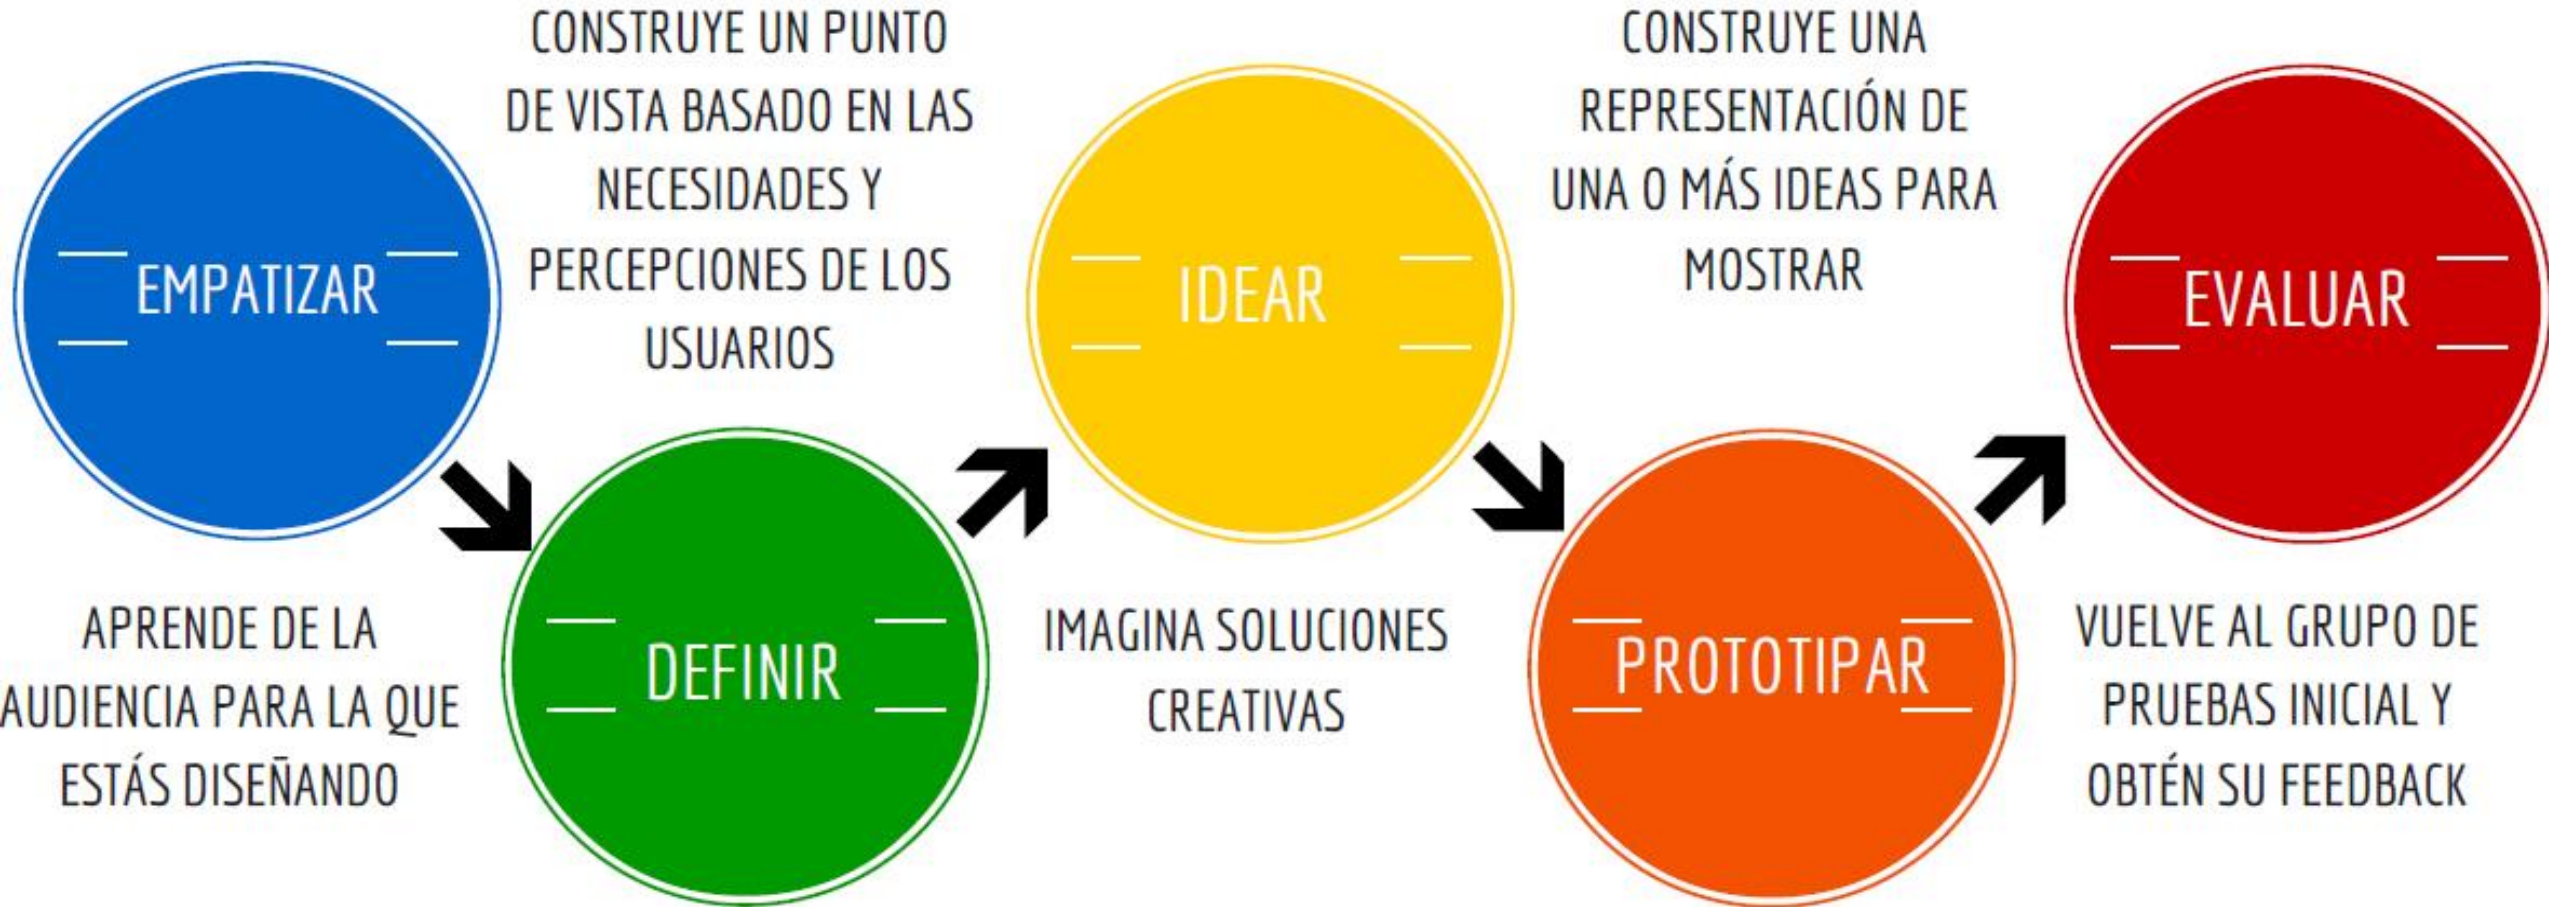 EMPATIZAR
APRENDE DE LA
AUDIENCIA PARA LA QUE
ESTÁS DISEÑANDO
CONSTRUYE UN PUNTO
DE VISTA BASADO EN LAS
NECESIDADES Y
PERCEPCIONES DE LOS
USUARIOS
DEFINIR
IDEAR
IMAGINA SOLUCIONES
CREATIVAS
CONSTRUYE UNA
REPRESENTACIÓN DE
UNA O MÁS IDEAS PARA
MOSTRAR
PROTOTIPAR
EVALUAR
VUELVE AL GRUPO DE
PRUEBAS INICIAL Y
OBTÉN SU FEEDBACK